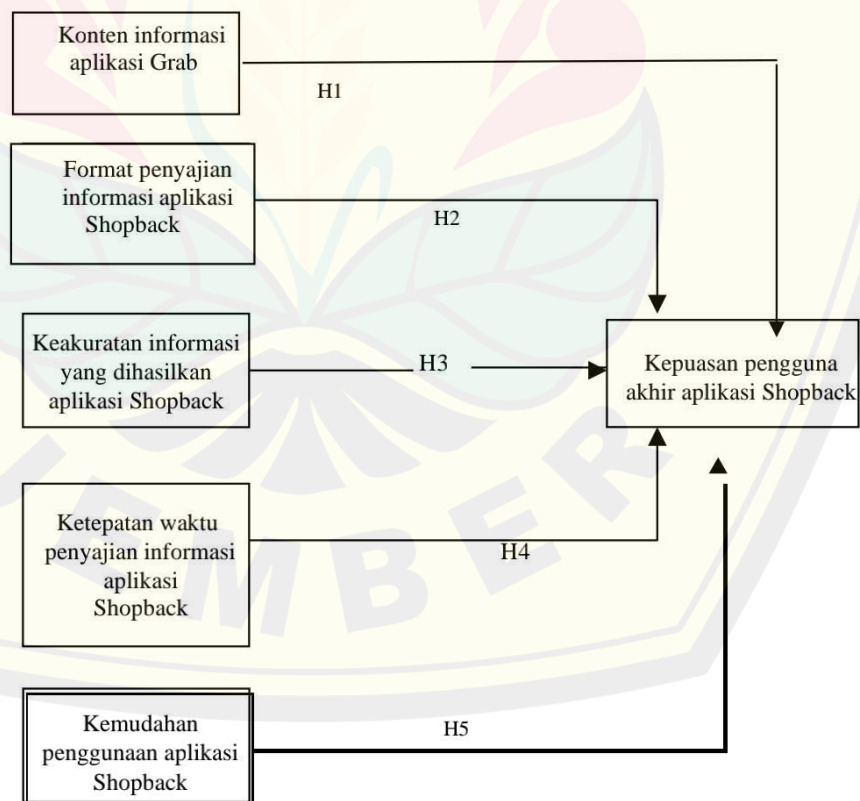 Konten informasi
aplikasi Grab
H1
Format penyajian
informasi aplikasi
Shopback
H2
Keakuratan informasi
yang dihasilkan
aplikasi Shopback
H3
Kepuasan pengguna
akhir aplikasi Shopback
Ketepatan waktu
penyajian informasi
aplikasi
Shopback
H4
Kemudahan
penggunaan aplikasi
Shopback
H5
EMBER